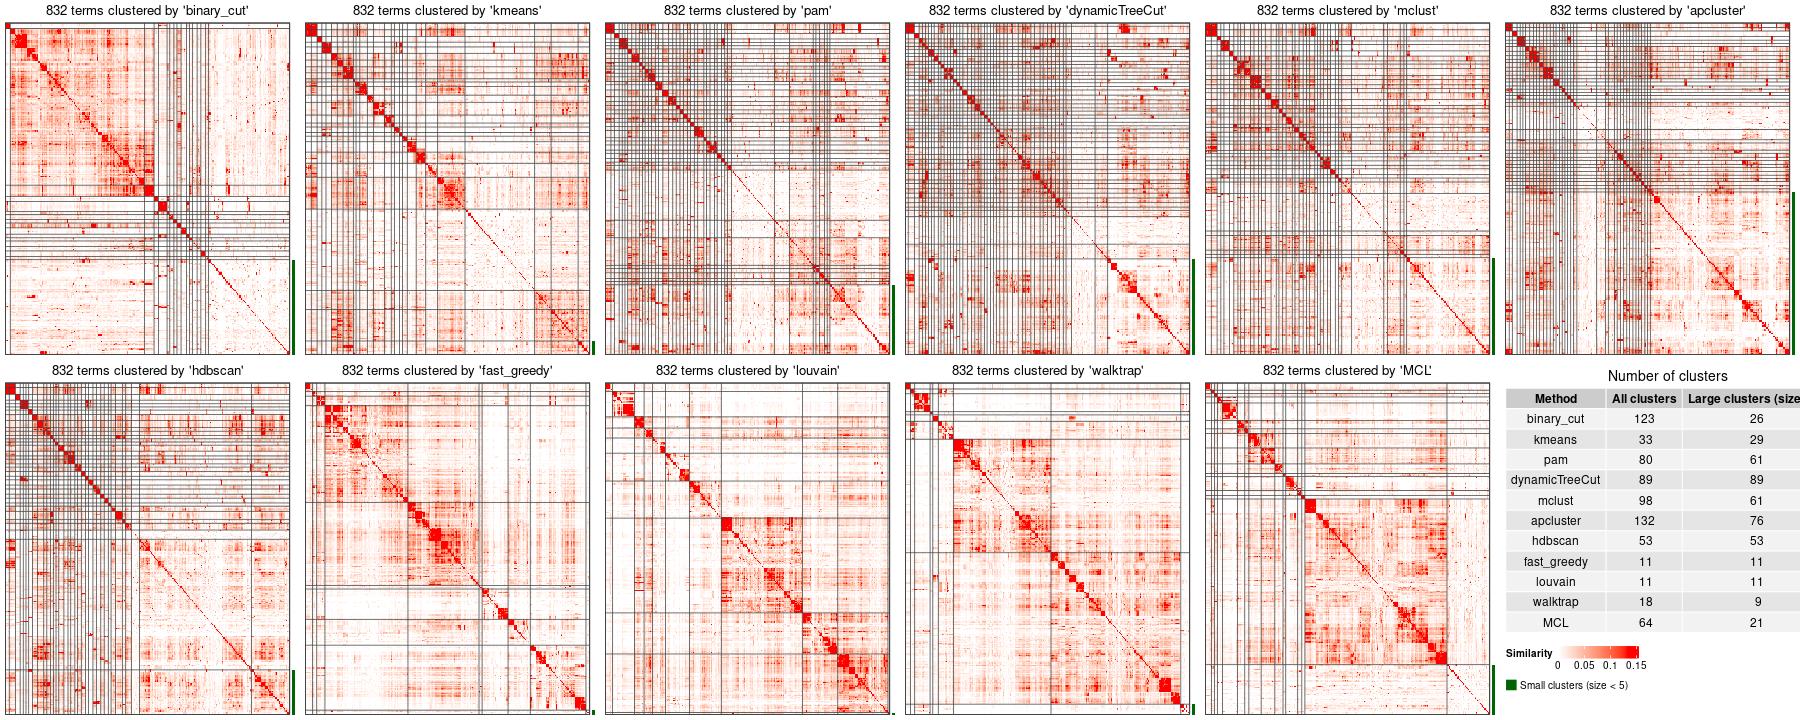 832 terms clustered by 'binary_cut'
832 terms clustered by 'kmeans'
832 terms clustered by 'pam'
832 terms clustered by 'dynamicTreeCut'
832 terms clustered by 'mclust'
832 terms clustered by 'apcluster'
832 terms clustered by 'hdbscan'
832 terms clustered by 'fast_greedy'
832 terms clustered by 'louvain'
832 terms clustered by 'walktrap'
832 terms clustered by 'MCL'
Number of clusters
Method All clusters Large clusters (size
binary_cut 123 26
kmeans 33 29
pam 80 61
dynamicTreeCut 89 89
mclust 98 61
apcluster 132 76
hdbscan 53 53
fast_greedy 11 11
louvain 11 11
walktrap 18 9
MCL 64 21
Similarity
0 0.05 0.1 0.15
Small clusters (size < 5)